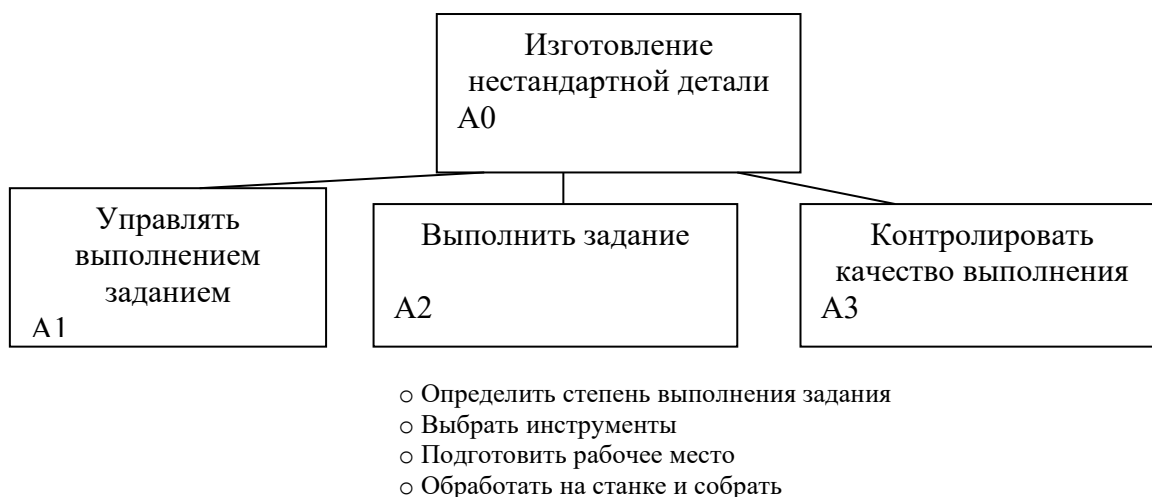 Изготовление
нестандартной детали
А0
Управлять
выполнением
заданием
А1
Выполнить задание
А2
Контролировать
качество выполнения
А3
o Определить степень выполнения задания
o Выбрать инструменты
o Подготовить рабочее место
o Обработать на станке и собрать